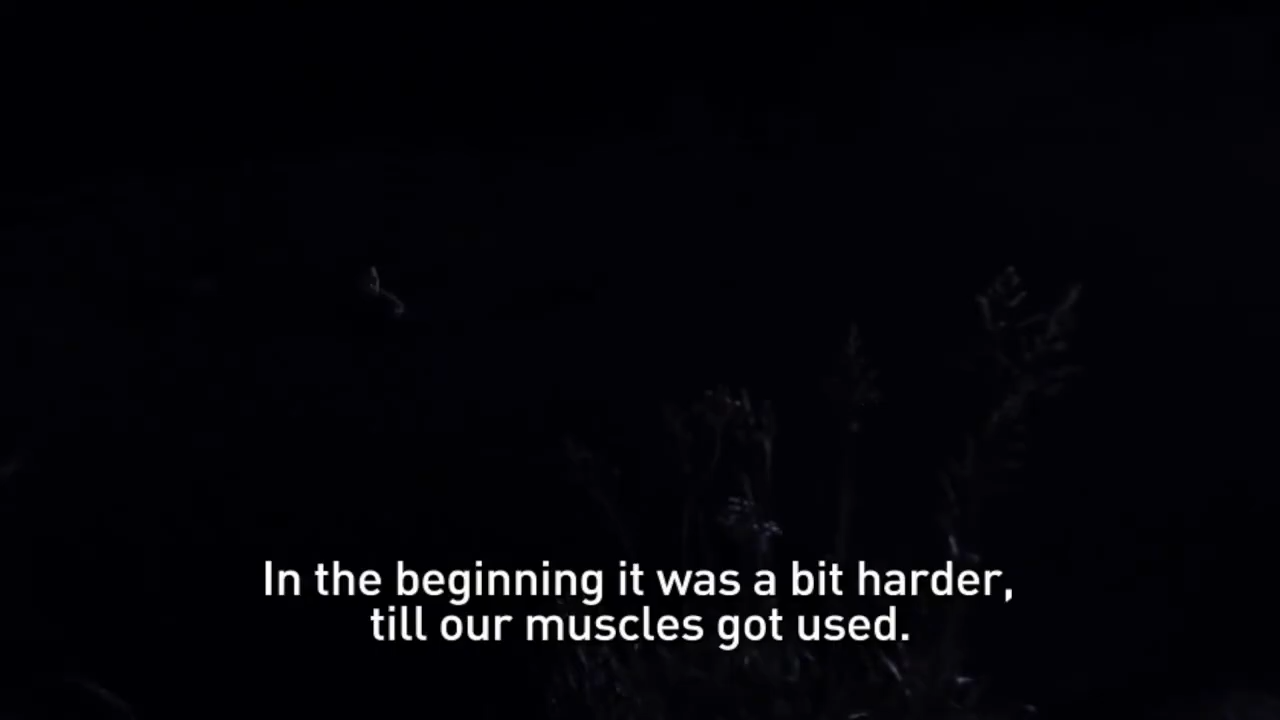 In the beginning it was a bit harder,
till our muscles got used.